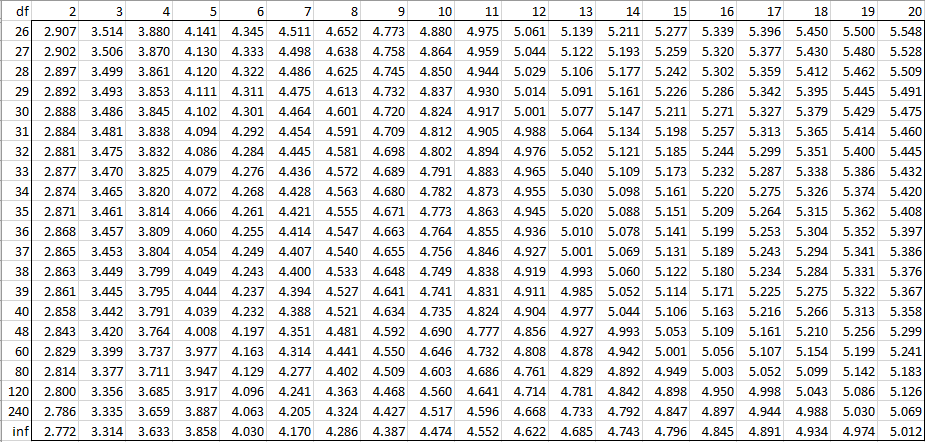 df 2 3 4 5 6 7 8 9 10 11 12 13 14 15 16 17 18 19 20
26 2.907 3.514 3.880 4.141 4.345 4.511 4.652 4.773 4.880 4.975 5.061 5.139 5.211 5.277 5.339 5.396 5.450 5.500 5.548
27 2.902 3.506 3.870 4.130 4.333 4.498 4.638 4.758 4.864 4.959 5.044 5.122 5.193 5.259 5.320 5.377 5.430 5.480 5.528
28 2.897 3.499 3.861 4.120 4.322 4.486 4.625 4.745 4.850 4.944 5.029 5.106 5.177 5.242 5.302 5.359 5.412 5.462 5.509
29 2.892 3.493 3.853 4.111 4.311 4.475 4.613 4.732 4.837 4.930 5.014 5.091 5.161 5.226 5.286 5.342 5.395 5.445 5.491
30 2.888 3.486 3.845 4.102 4.301 4.464 4.601 4.720 4.824 4.917 5.001 5.077 5.147 5.211 5.271 5.327 5.379 5.429 5.475
31 2.884 3.481 3.838 4.094 4.292 4.454 4.591 4.709 4.812 4.905 4.988 5.064 5.134 5.198 5.257 5.313 5.365 5.414 5.460
32 2.881 3.475 3.832 4.086 4.284 4.445 4.581 4.698 4.802 4.894 4.976 5.052 5.121 5.185 5.244 5.299 5.351 5.400 5.445
33 2.877 3.470 3.825 4.079 4.276 4.436 4.572 4.689 4.791 4.883 4.965 5.040 5.109 5.173 5.232 5.287 5.338 5.386 5.432
34 2.874 3.465 3.820 4.072 4.268 4.428 4.563 4.680 4.782 4.873 4.955 5.030 5.098 5.161 5.220 5.275 5.326 5.374 5.420
35 2.871 3.461 3.814 4.066 4.261 4.421 4.555 4.671 4.773 4.863 4.945 5.020 5.088 5.151 5.209 5.264 5.315 5.362 5.408
36 2.868 3.457 3.809 4.060 4.255 4.414 4.547 4.663 4.764 4.855 4.936 5.010 5.078 5.141 5.199 5.253 5.304 5.352 5.397
37 2.865 3.453 3.804 4.054 4.249 4.407 4.540 4.655 4.756 4.846 4.927 5.001 5.069 5.131 5.189 5.243 5.294 5.341 5.386
38 2.863 3.449 3.799 4.049 4.243 4.400 4.533 4.648 4.749 4.838 4.919 4.993 5.060 5.122 5.180 5.234 5.284 5.331 5.376
39 2.861 3.445 3.795 4.044 4.237 4.394 4.527 4.641 4.741 4.831 4.911 4.985 5.052 5.114 5.171 5.225 5.275 5.322 5.367
40 2.858 3.442 3.791 4.039 4.232 4.388 4.521 4.634 4.735 4.824 4.904 4.977 5.044 5.106 5.163 5.216 5.266 5.313 5.358
48 2.843 3.420 3.764 4.008 4.197 4.351 4.481 4.592 4.690 4.777 4.856 4.927 4.993 5.053 5.109 5.161 5.210 5.256 5.299
60 2.829 3.399 3.737 3.977 4.163 4.314 4.441 4.550 4.646 4.732 4.808 4.878 4.942 5.001 5.056 5.107 5.154 5.199 5.241
80 2.814 3.377 3.711 3.947 4.129 4.277 4.402 4.509 4.603 4.686 4.761 4.829 4.892 4.949 5.003 5.052 5.099 5.142 5.183
120 2.800 3.356 3.685 3.917 4.096 4.241 4.363 4.468 4.560 4.641 4.714 4.781 4.842 4.898 4.950 4.998 5.043 5.086 5.126
240 2.786 3.335 3.659 3.887 4.063 4.205 4.324 4.427 4.517 4.596 4.668 4.733 4.792 4.847 4.897 4.944 4.988 5.030 5.069
inf 2.772 3.314 3.633 3.858 4.030 4.170 4.286 4.387 4.474 4.552 4.622 4.685 4.743 4.796 4.845 4.891 4.934 4.974 5.012